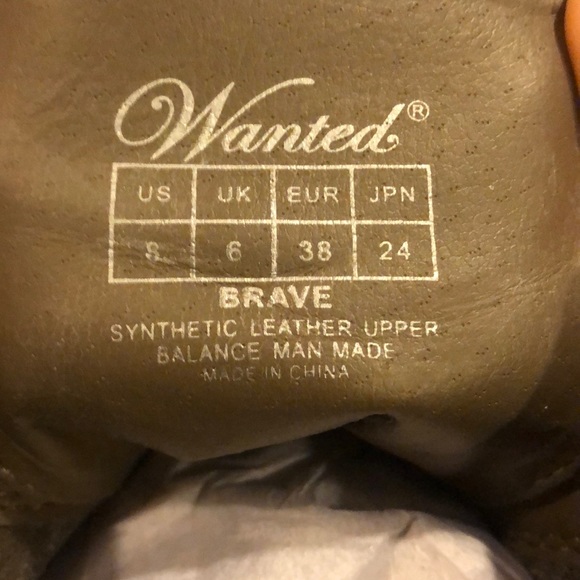 Wanted®
US UK EUR JPN
8 6 38 24
BRAVE
SYNTHETIC LEATHER UPPER
BALANCE MAN MADE
MADE IN CHINA